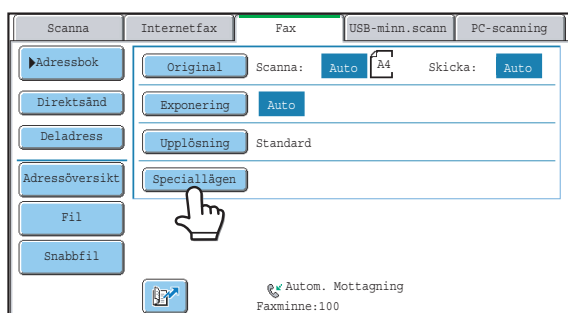 Scanna Internetfax Fax USB-minn.scann PC-scanning
Adressbok
Original Scanna: Auto A4 Skicka: Auto
Direktsänd
Exponering Auto
Deladress
Upplösning Standard
Adressöversikt
Speciallägen
Fil
Snabbfil
Autom. Mottagning
Faxminne:100